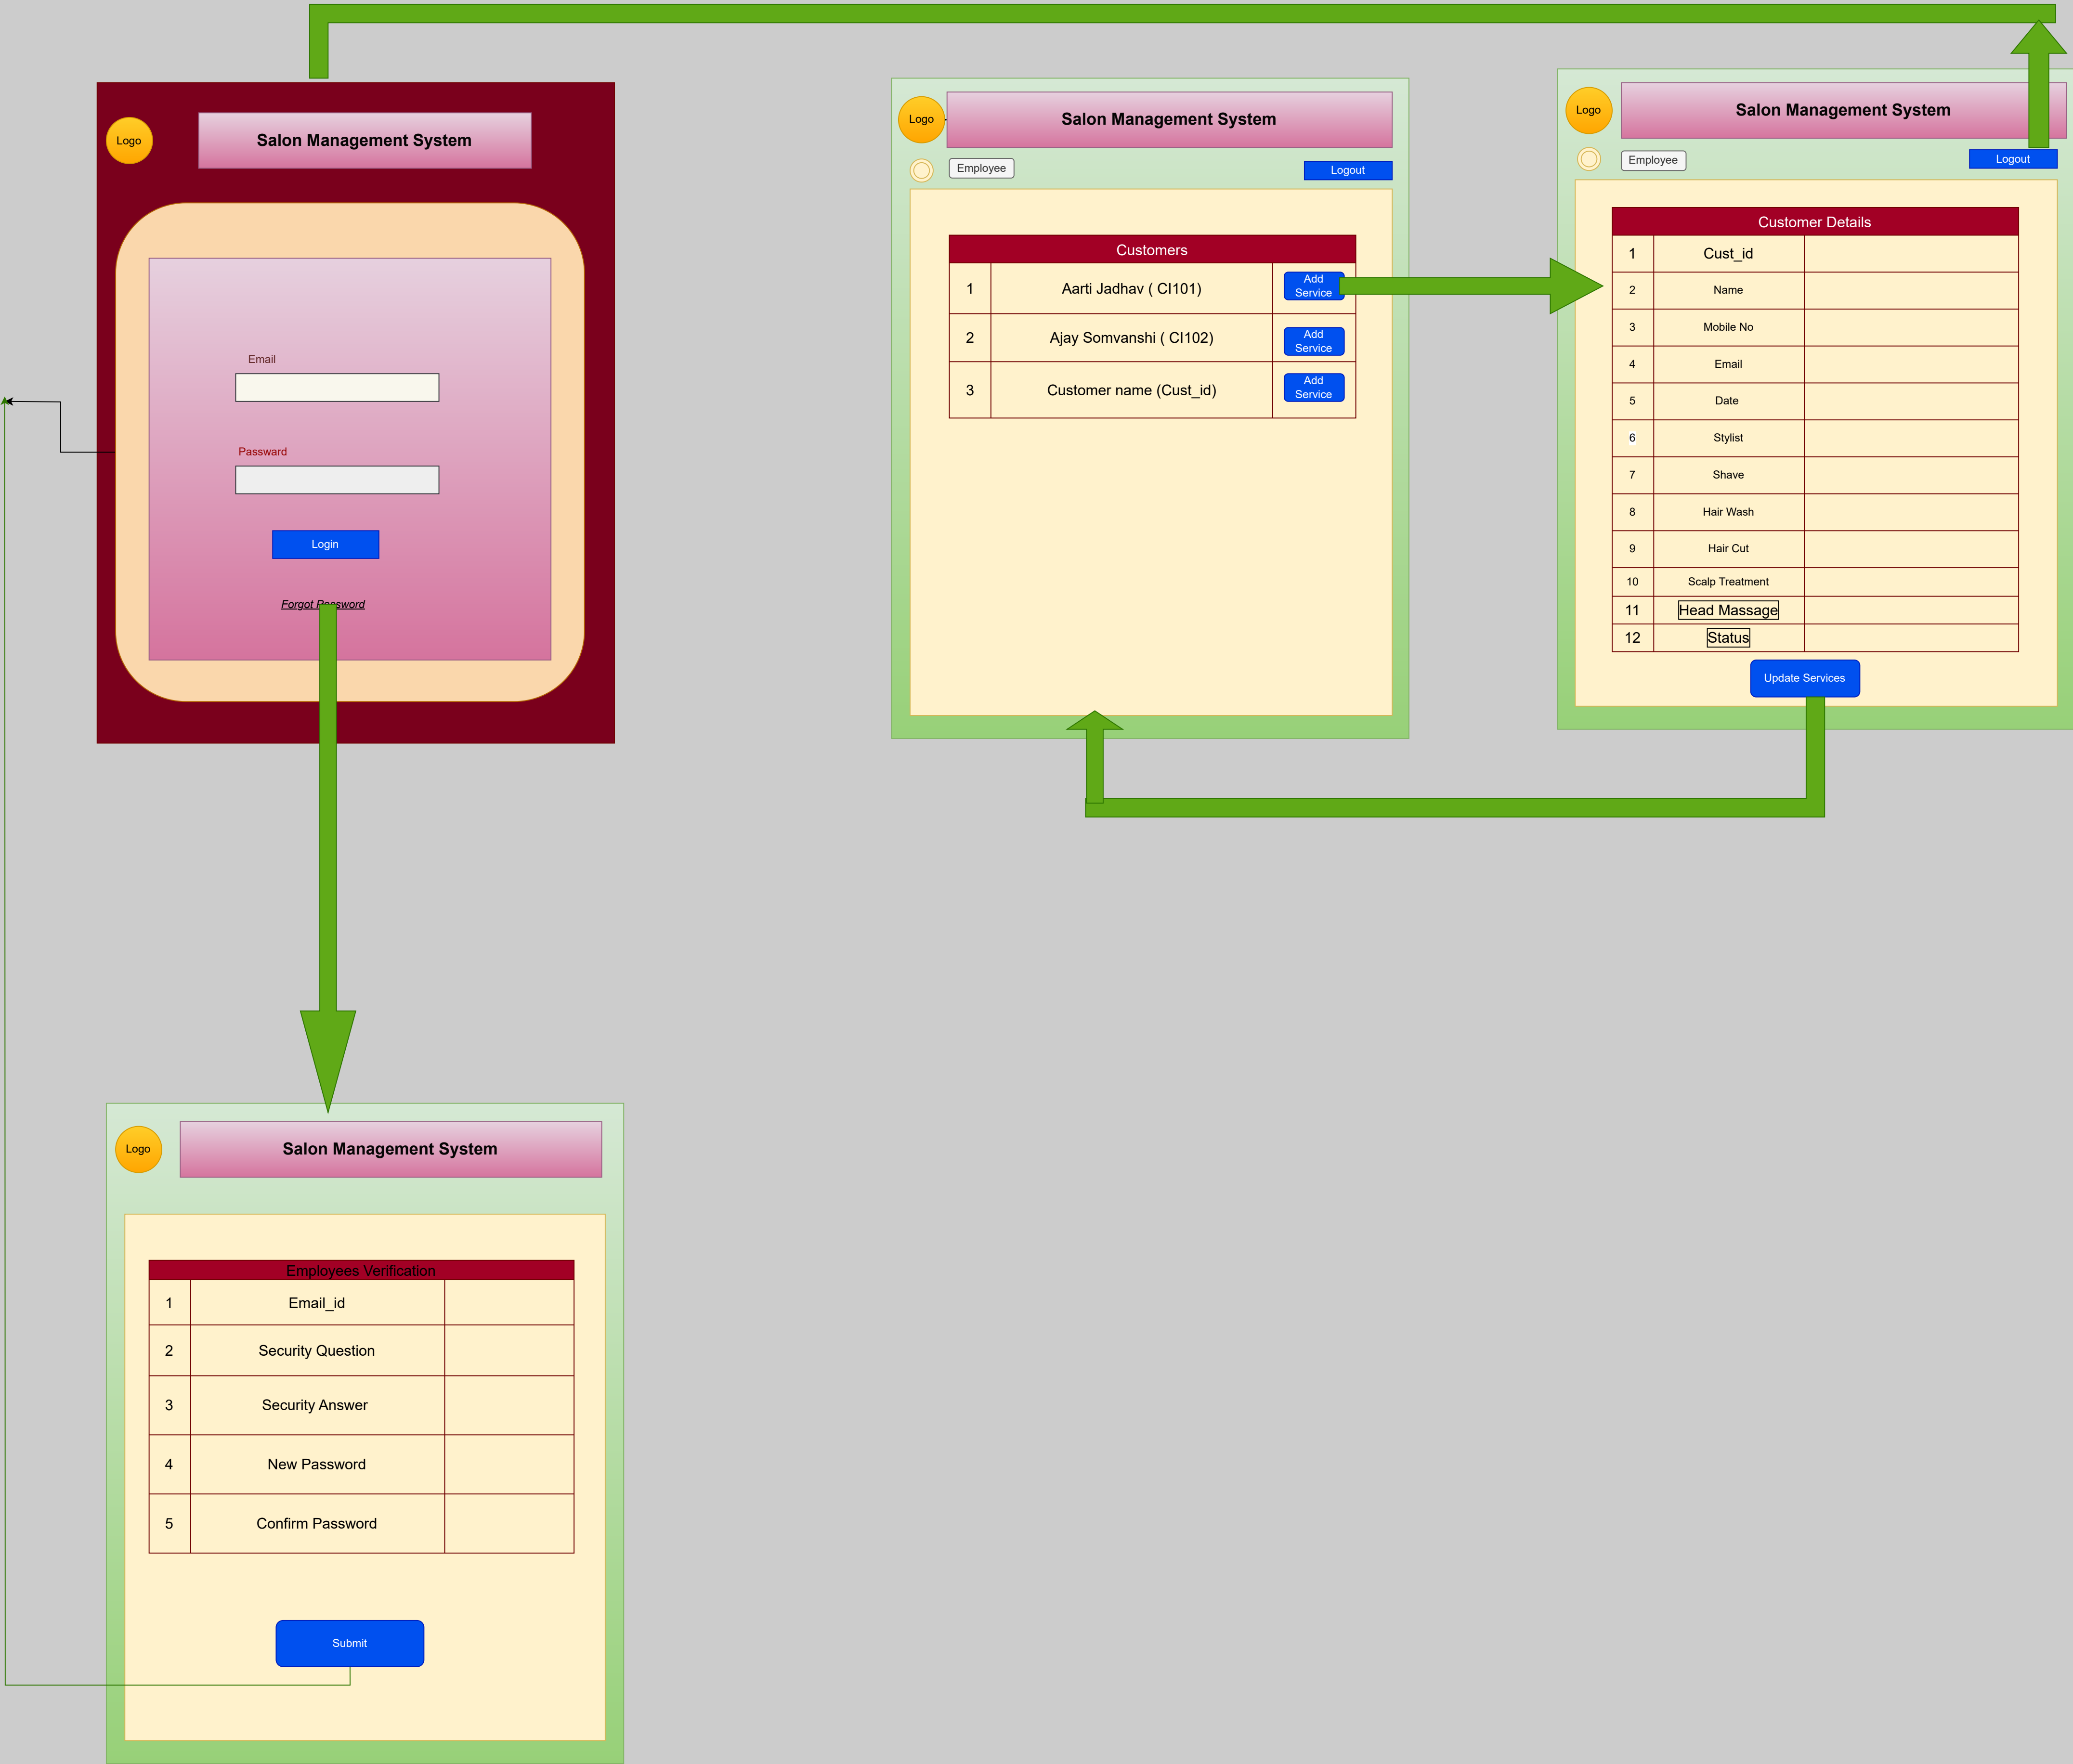 Logo
Salon Management System
Email
Passward
Login
Forgot Password
Logo
Salon Management System
Employee
Logout
Customers
1 Aarti Jadhav ( CI101) Add
Service
2 Ajay Somvanshi ( CI102) Add
Service
3 Customer name (Cust_id) Add
Service
Logo
Salon Management System
Employee
Logout
Customer Details
1 Cust_id
2 Name
3 Mobile No
4 Email
5 Date
6 Stylist
7 Shave
8 Hair Wash
9 Hair Cut
10 Scalp Treatment
11 Head Massage
12 Status
Update Services
Logo
Salon Management System
Employees Verification
1 Email_id
2 Security Question
3 Security Answer
4 New Password
5 Confirm Password
Submit